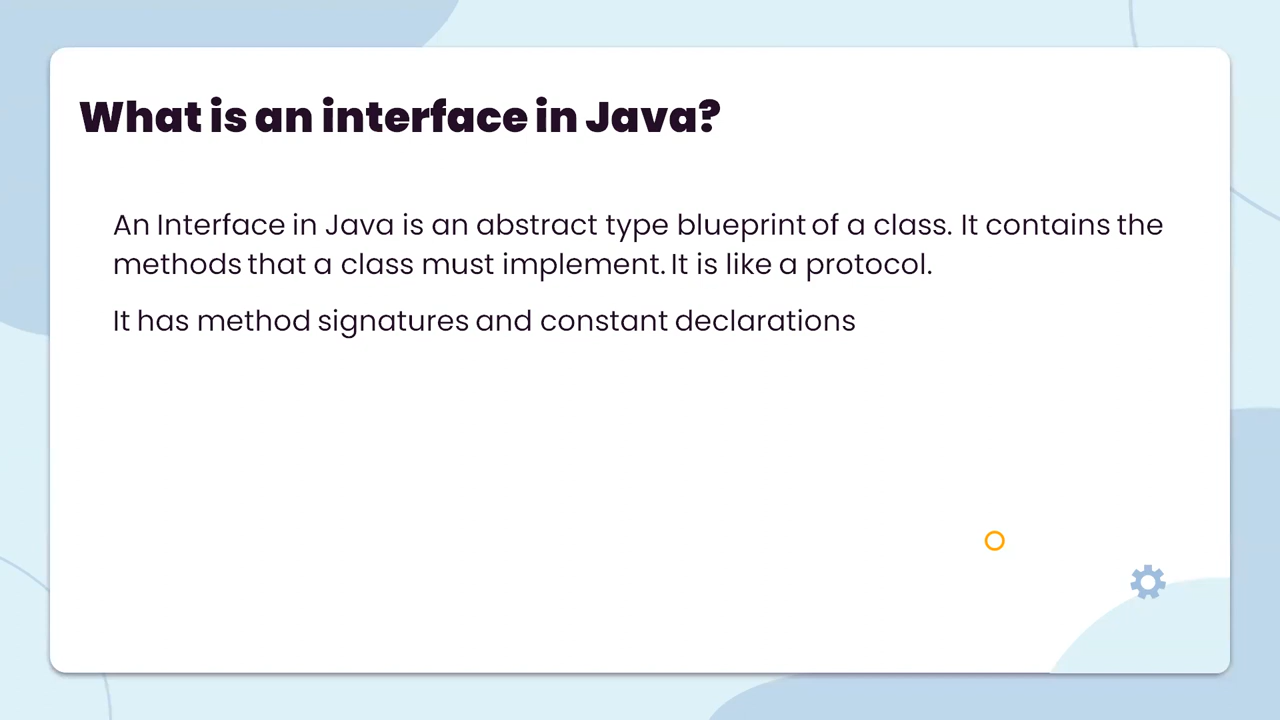 What is an interface in Java?
An Interface in Java is an abstract type blueprint of a class. It contains the
methods that a class must implement. It is like a protocol.
It has method signatures and constant declarations